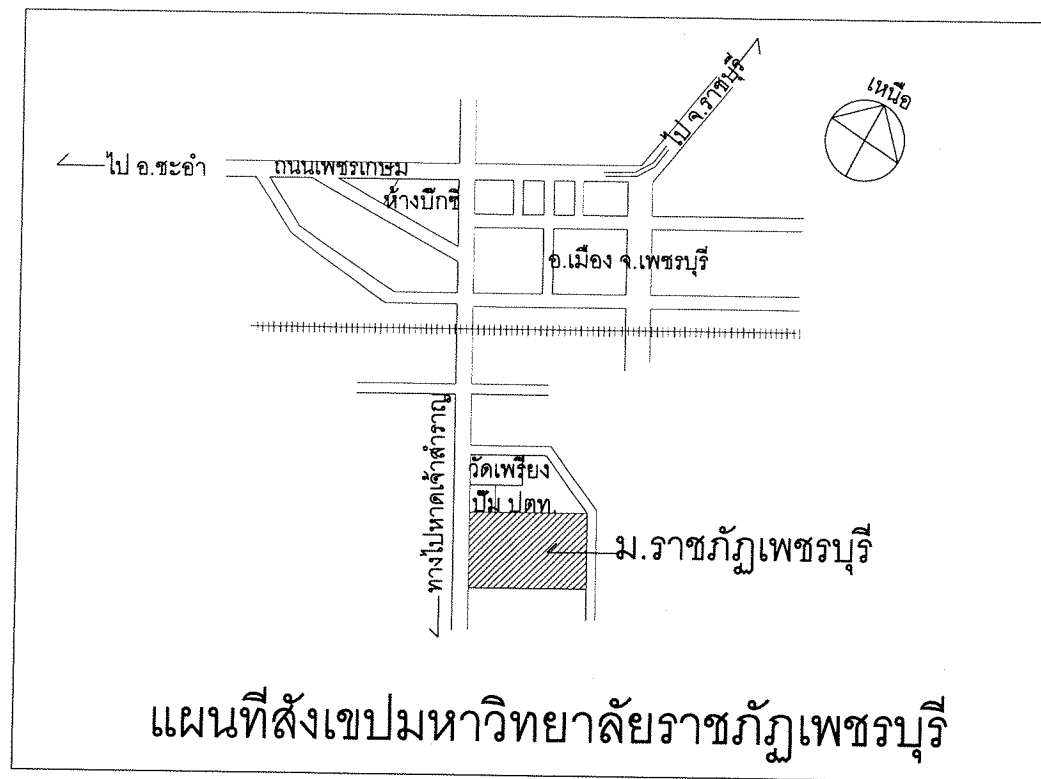 ไป จ.ราชบุรี
เหนือ
ไป อ.ชะอำ
ถนนเพชรเกษม
ห้างบิ๊กซี
อ.เมือง จ.เพชรบุรี
ทางไปหาดเจ้าสำราญ
วัดเพรียง
ปั๊ม ปตท.
ม.ราชภัฏเพชรบุรี
แผนที่สังเขปมหาวิทยาลัยราชภัฏเพชรบุรี